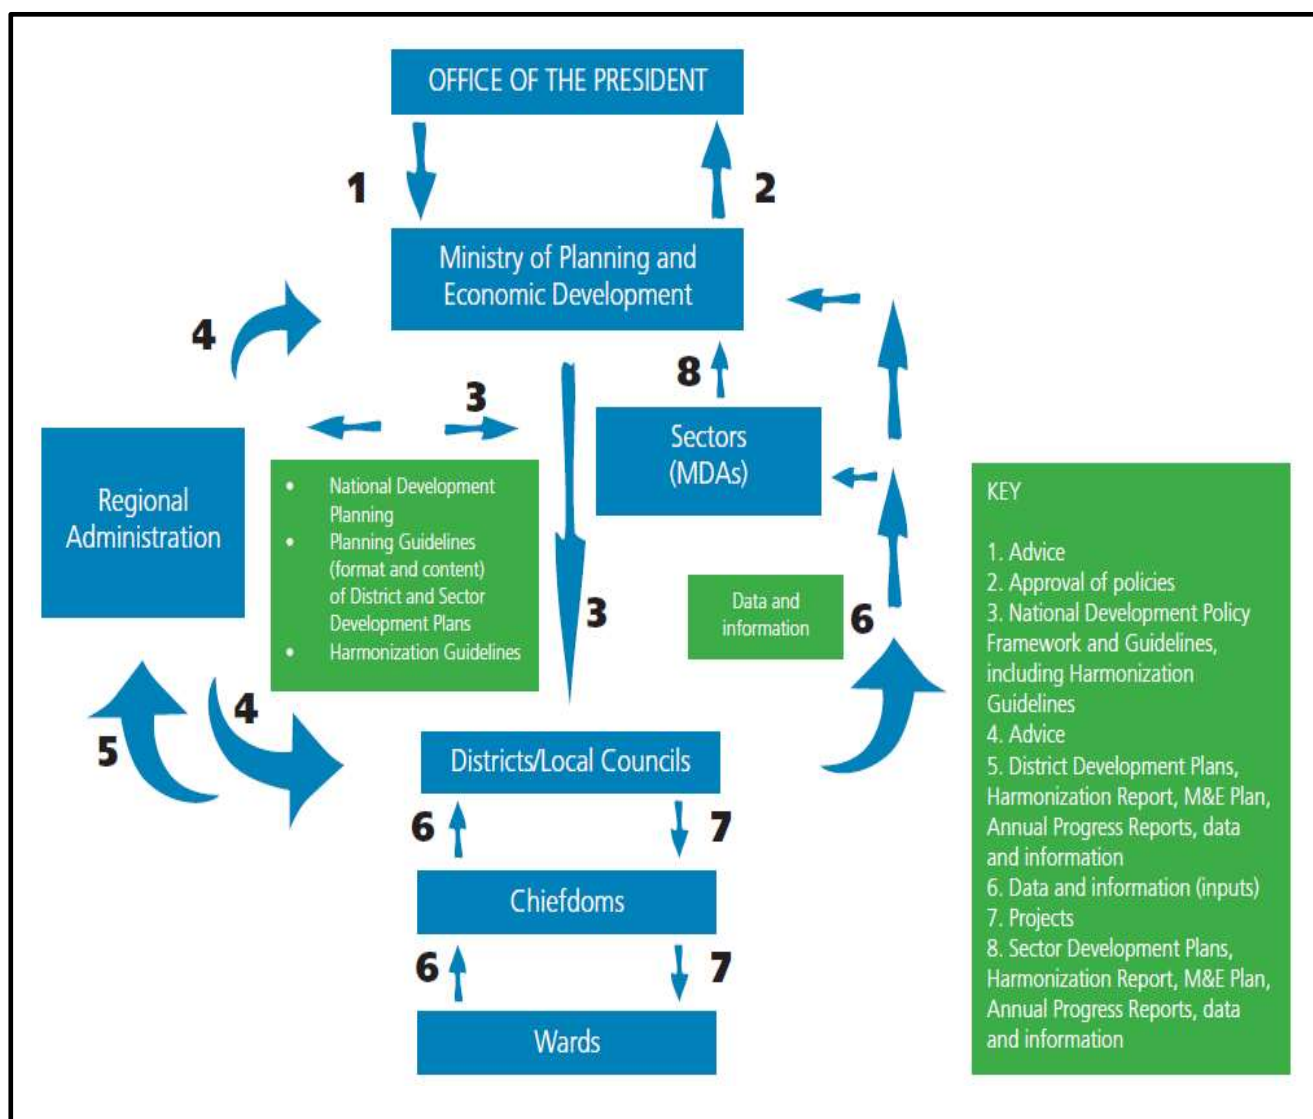 OFFICE OF THE PRESIDENT
1
2
Ministry of Planning and
Economic Development
4
8
3
Sectors
(MDAs)
Regional
Administration
• National Development
Planning
• Planning Guidelines
(format and content)
of District and Sector
Development Plans
• Harmonization Guidelines
3
Data and
information
6
KEY
1. Advice
2. Approval of policies
3. National Development Policy
Framework and Guidelines,
including Harmonization
Guidelines
4. Advice
5. District Development Plans,
Harmonization Report, M&E Plan,
Annual Progress Reports, data
and information
6. Data and information (inputs)
7. Projects
8. Sector Development Plans,
Harmonization Report, M&E Plan,
Annual Progress Reports, data
and information
4
5
Districts/Local Councils
6
7
Chiefdoms
6
7
Wards